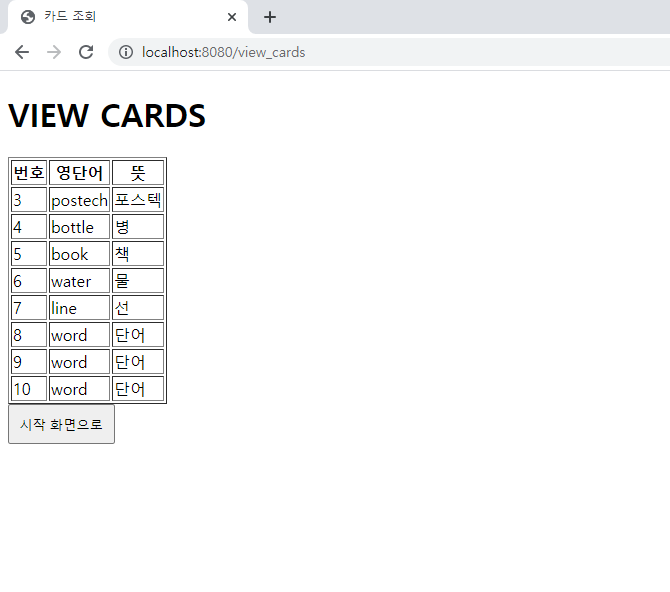 카드 조회
localhost:8080/view_cards
VIEW CARDS
번호 영단어 뜻
3 postech 포스텍
4 bottle 병
5 book 책
6 water 물
7 line 선
8 word 단어
9 word 단어
10 word 단어
시작 화면으로